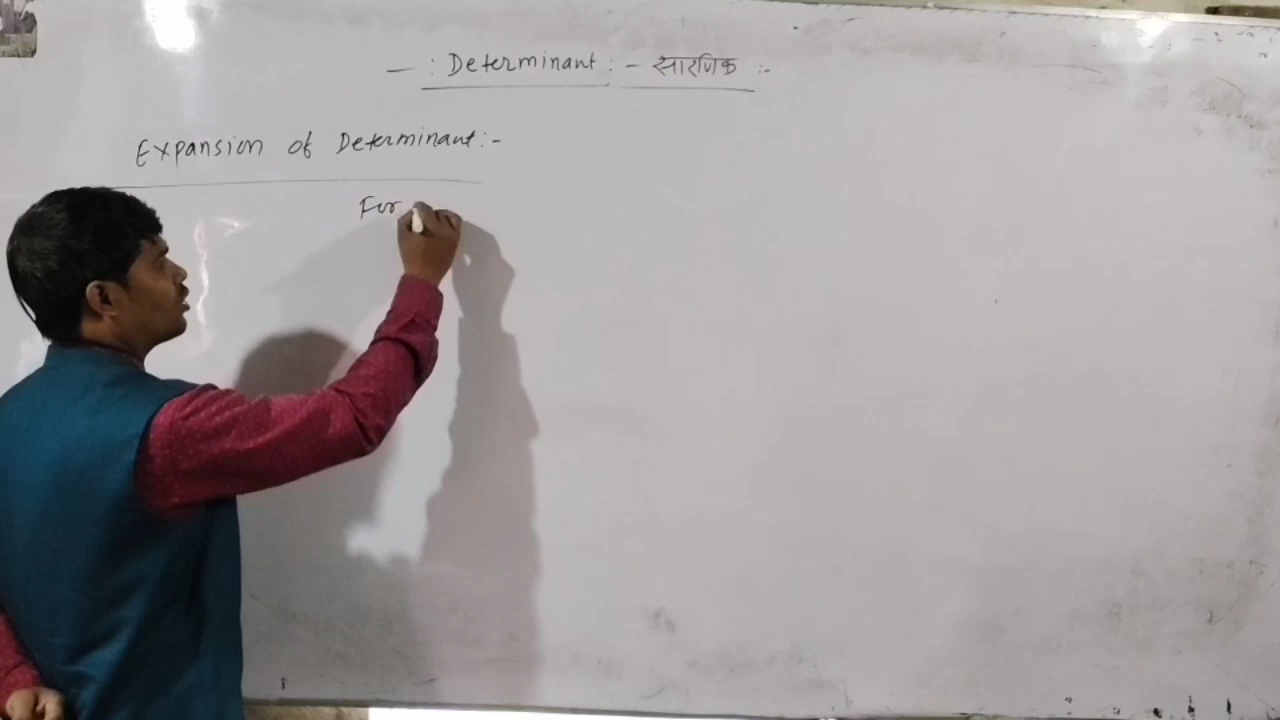 — : Determinant : - सारणिक :-
Expansion of Determinant:-
For